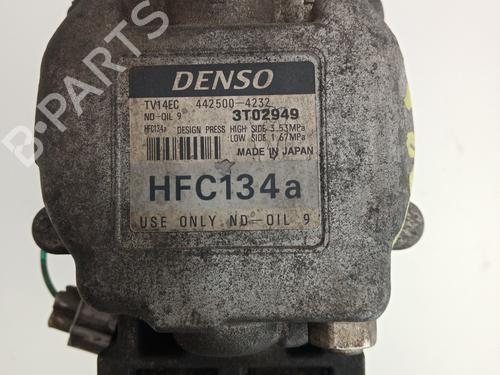 DENSO
TV14EC 442500-4232
ND-OIL 9 3T02949
HFC134a DESIGN PRESS HIGH SIDE 3.53MPa
LOW SIDE 1.67MPa
MADE IN JAPAN
HFC134a
USE ONLY ND-OIL 9
B-PARTS